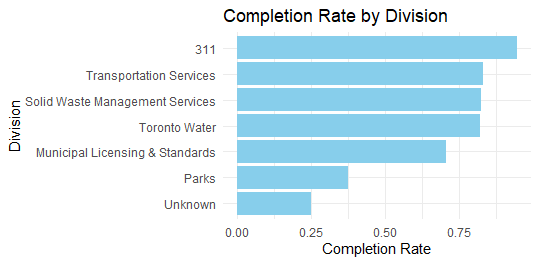 Completion Rate by Division
Division
311
Transportation Services
Solid Waste Management Services
Toronto Water
Municipal Licensing & Standards
Parks
Unknown
0.00 0.25 0.50 0.75
Completion Rate